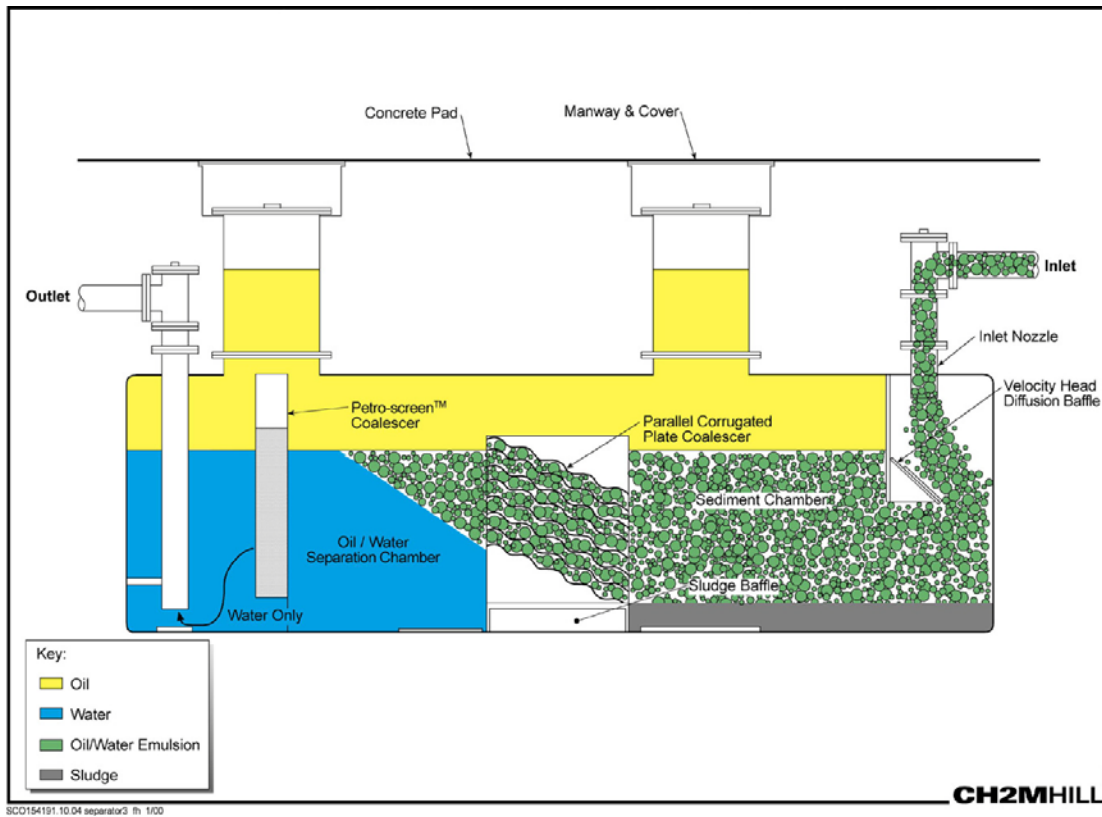 Concrete Pad
Manway & Cover
Outlet
Inlet
Inlet Nozzle
Velocity Head
Diffusion Baffle
Petro-screen™
Coalescer
Parallel Corrugated
Plate Coalescer
Sediment Chambers
Oil / Water
Separation Chamber
Sludge Baffle
Water Only
Key:
Oil
Water
Oil/Water Emulsion
Sludge
CH2MHILL
SCO154191.10.04 separator3 fh 1/00